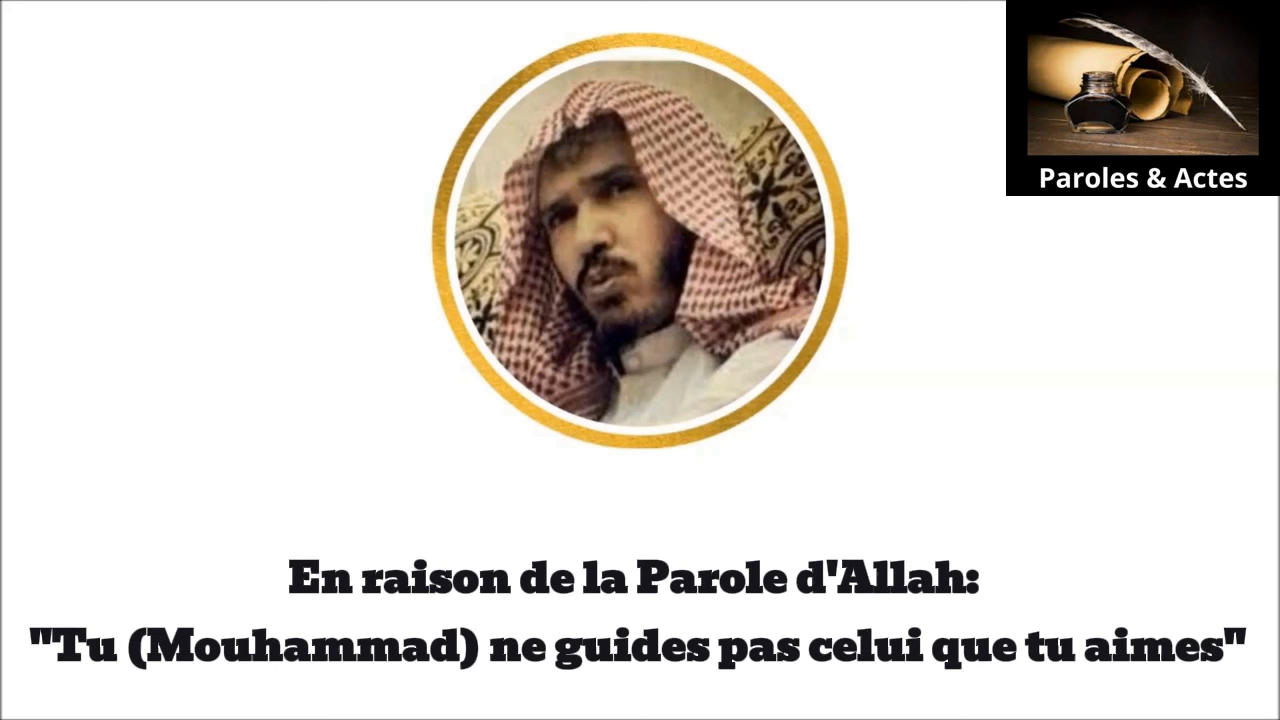 Paroles & Actes
En raison de la Parole d'Allah:
"Tu (Mouhammad) ne guides pas celui que tu aimes"